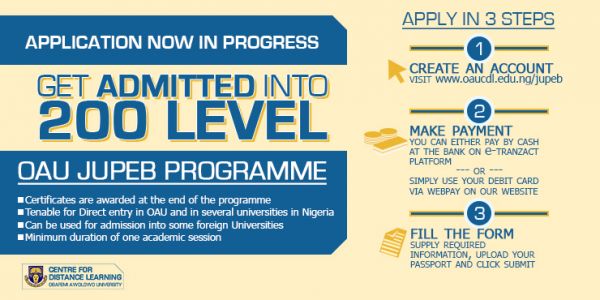 APPLICATION NOW IN PROGRESS
GET ADMITTED INTO
200 LEVEL
OAU JUPEB PROGRAMME
Certificates are awarded at the end of the programme
Tenable for Direct entry in OAU and in several universities in Nigeria
Can be used for admission into some foreign Universities
Minimum duration of one academic session
CENTRE FOR
DISTANCE LEARNING
OBAFEMI AWOLOWO UNIVERSITY
APPLY IN 3 STEPS
1
CREATE AN ACCOUNT
VISIT www.oaucdl.edu.ng/jupeb
2
MAKE PAYMENT
YOU CAN EITHER PAY BY CASH
AT THE BANK ON e-TRANZACT
PLATFORM
--- OR ---
SIMPLY USE YOUR DEBIT CARD
VIA WEBPAY ON OUR WEBSITE
3
FILL THE FORM
SUPPLY REQUIRED
INFORMATION, UPLOAD YOUR
PASSPORT AND CLICK SUBMIT